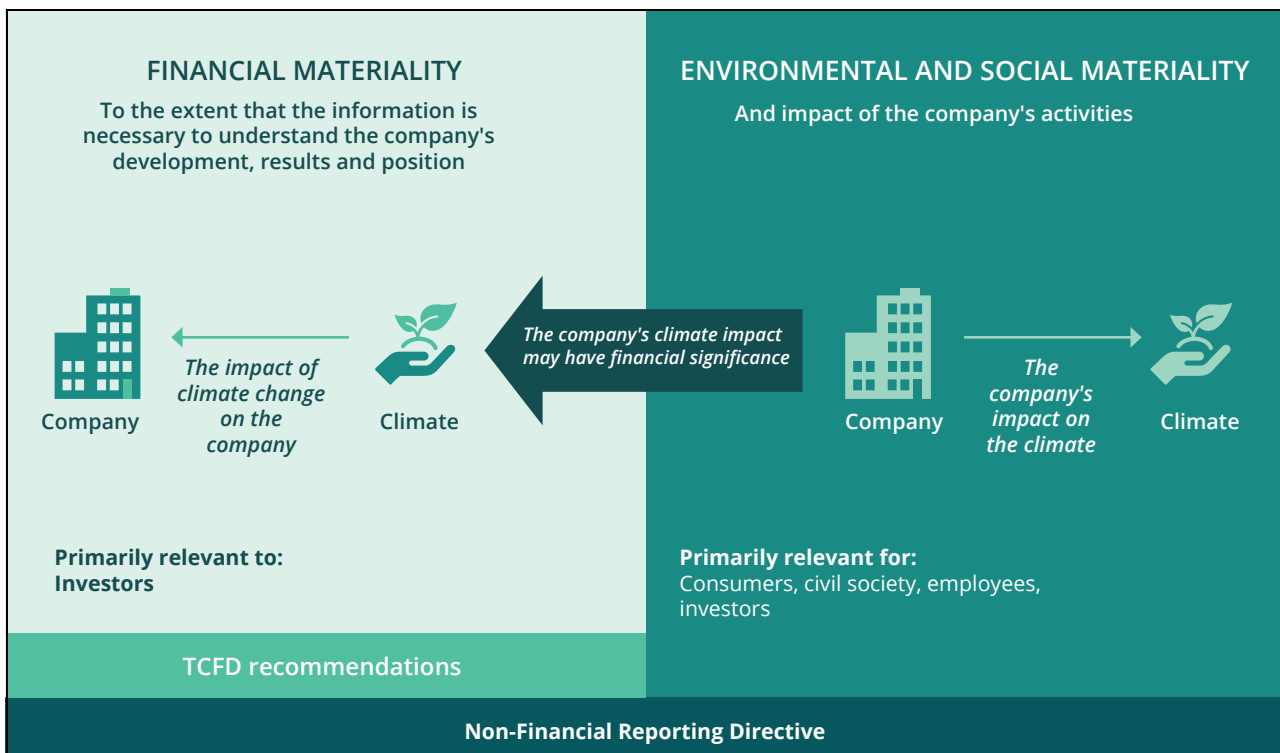 FINANCIAL MATERIALITY
To the extent that the information is
necessary to understand the company's
development, results and position
Company
The impact of
climate change
on the
company
Climate
Primarily relevant to:
Investors
TCFD recommendations
The company's climate impact
may have financial significance
ENVIRONMENTAL AND SOCIAL MATERIALITY
And impact of the company's activities
Company
The
company's
impact on
the climate
Climate
Primarily relevant for:
Consumers, civil society, employees,
investors
Non-Financial Reporting Directive